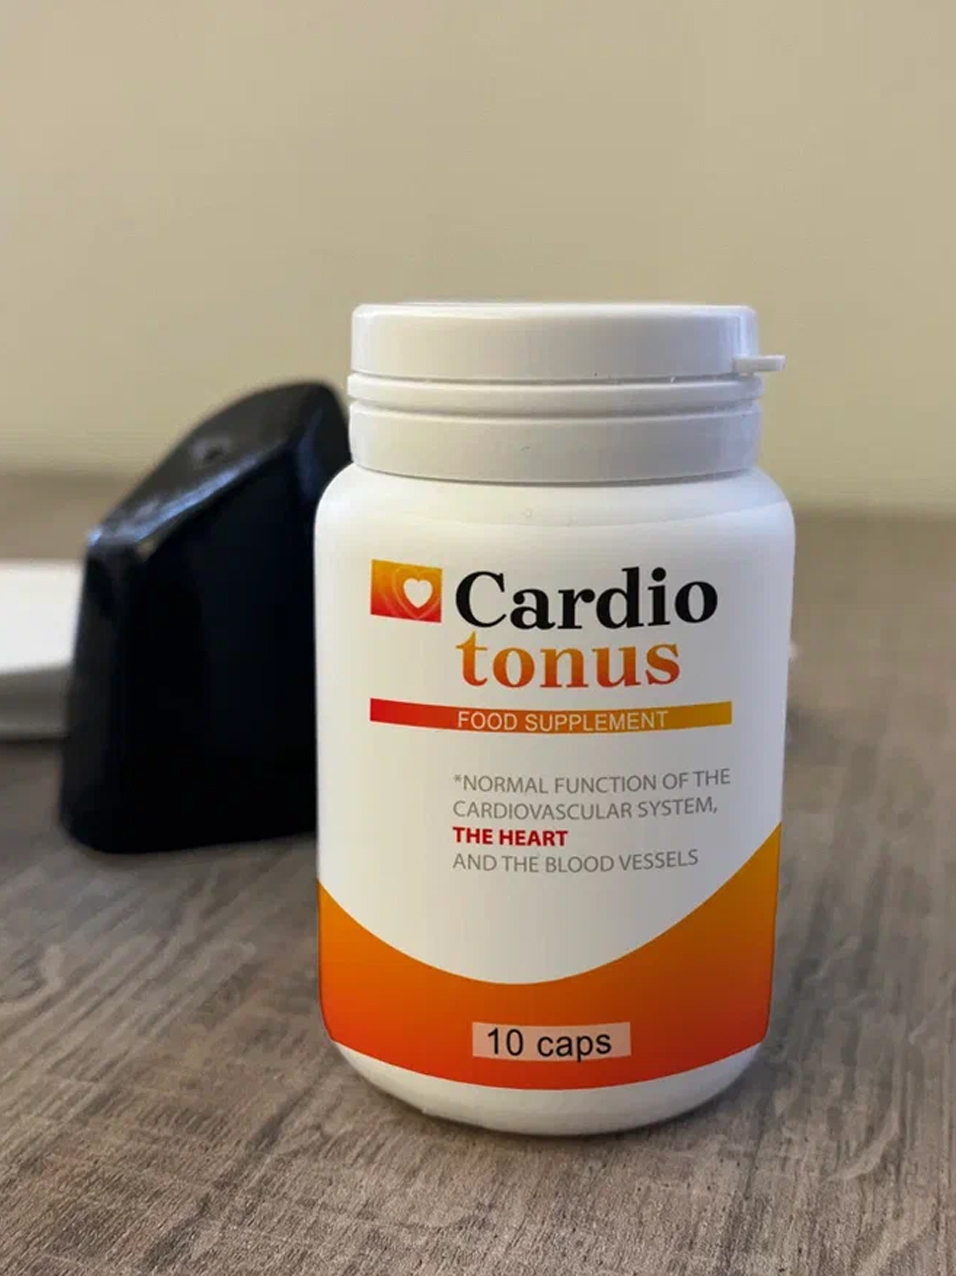 Cardio
tonus
FOOD SUPPLEMENT
*NORMAL FUNCTION OF THE
CARDIOVASCULAR SYSTEM,
THE HEART
AND THE BLOOD VESSELS
10 caps